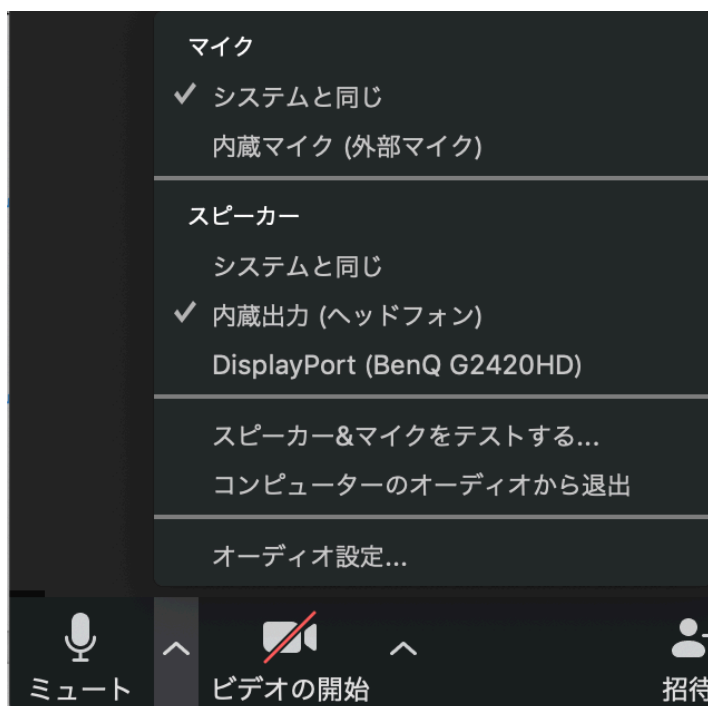 マイク
システムと同じ
内蔵マイク (外部マイク)
スピーカー
システムと同じ
内蔵出力 (ヘッドフォン)
DisplayPort (BenQ G2420HD)
スピーカー&マイクをテストする...
コンピューターのオーディオから退出
オーディオ設定...
ミュート
ビデオの開始
招待